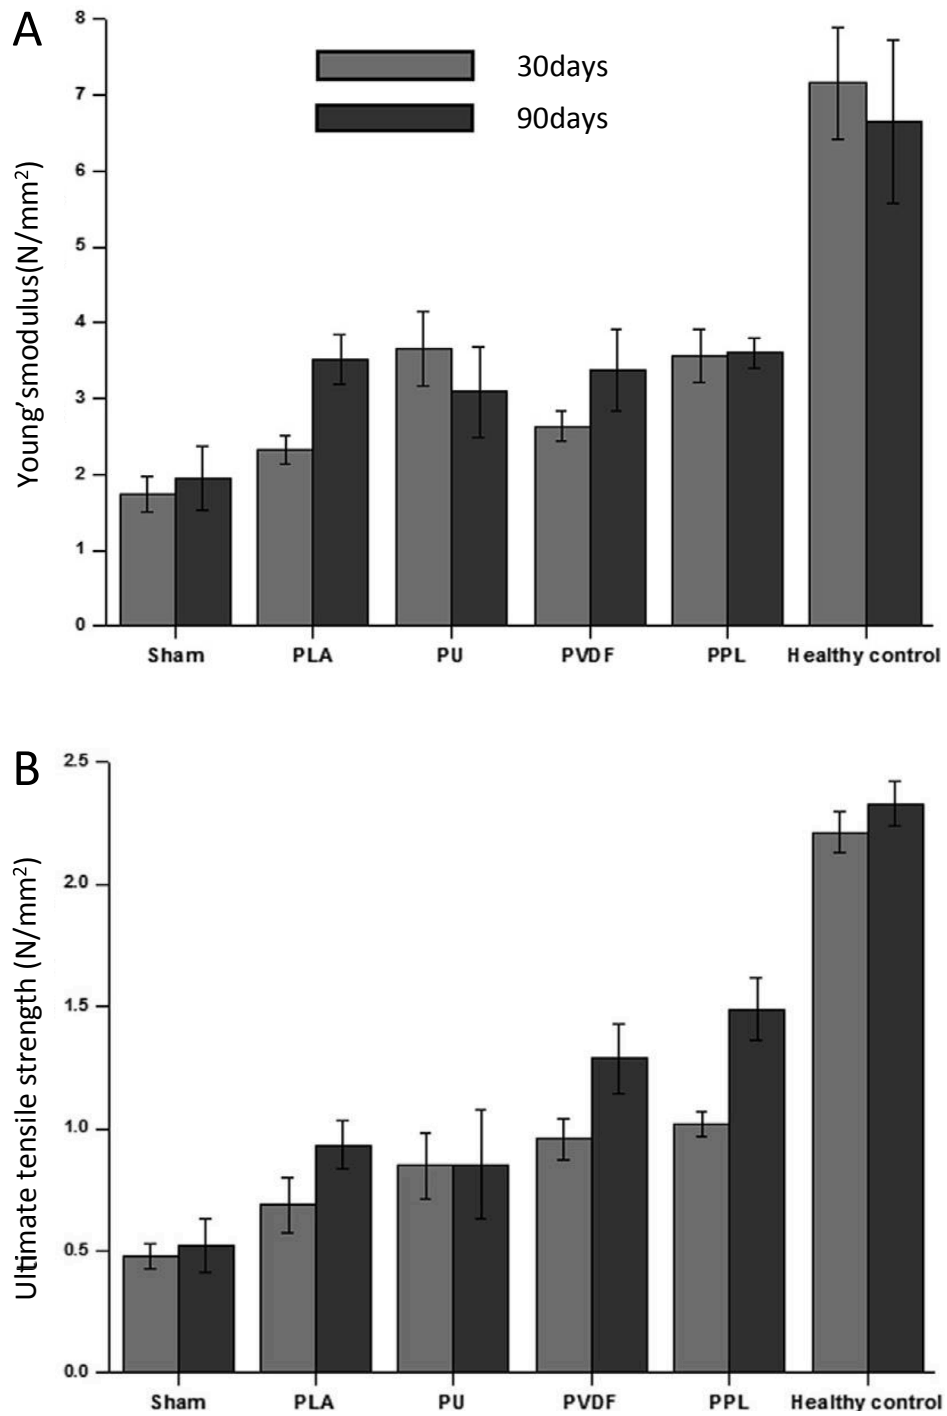 A
8
30days
7
90days
6
5
4
3
2
1
0
Young'smodulus(N/mm²)
Sham PLA PU PVDF PPL Healthy control
B
2.5
2.0
1.5
1.0
0.5
0.0
Ultimate tensile strength (N/mm²)
Sham PLA PU PVDF PPL Healthy control